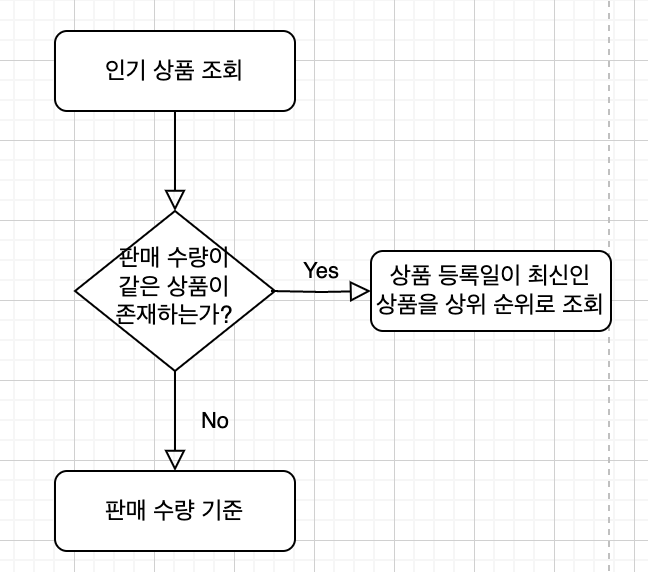 인기 상품 조회
판매 수량이
같은 상품이
존재하는가?
Yes
상품 등록일이 최신인
상품을 상위 순위로 조회
No
판매 수량 기준